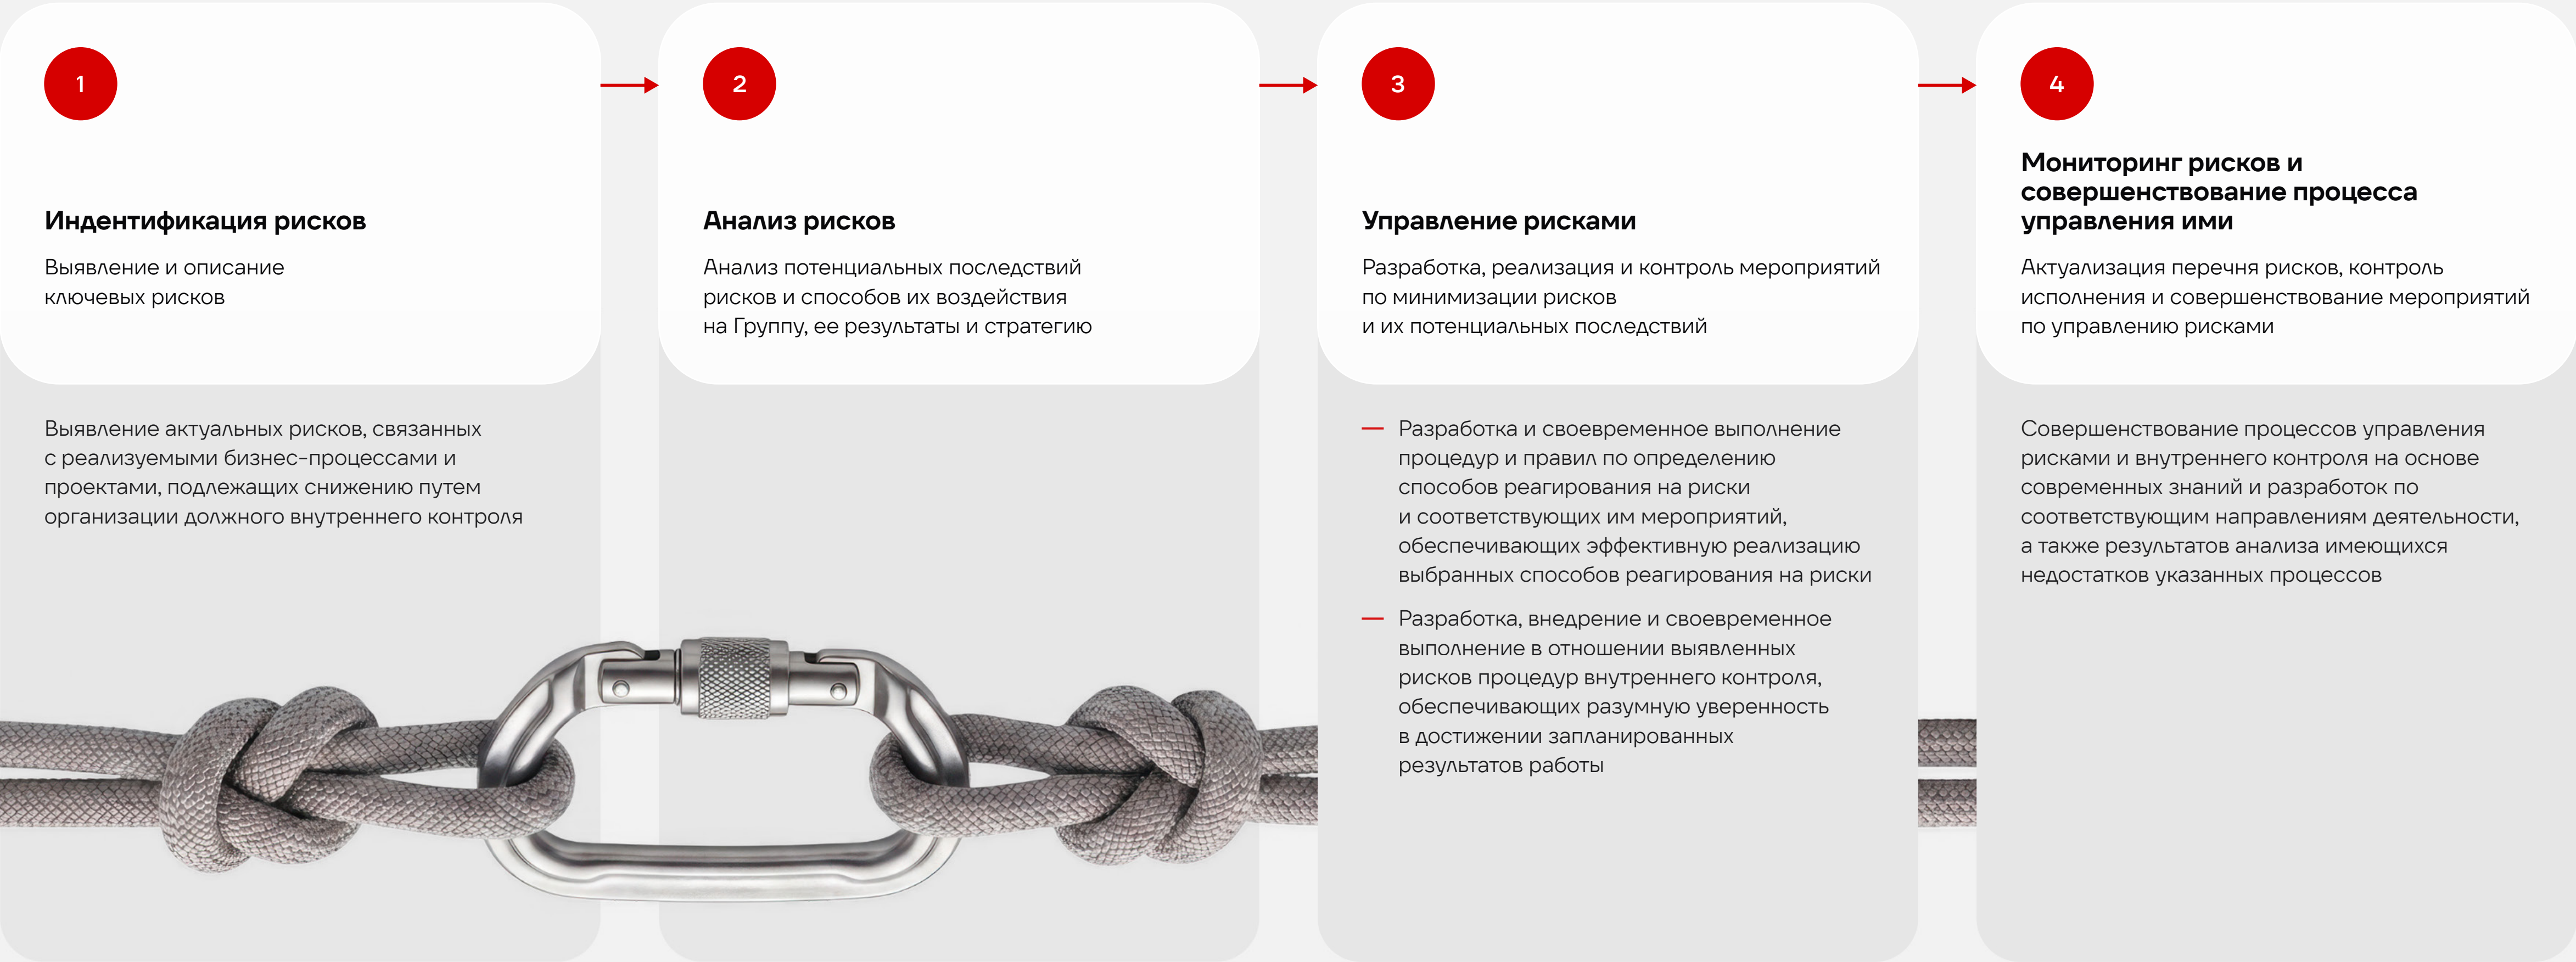 1
Индентификация рисков
Выявление и описание
ключевых рисков
Выявление актуальных рисков, связанных
с реализуемыми бизнес-процессами и
проектами, подлежащих снижению путем
организации должного внутреннего контроля
2
Анализ рисков
Анализ потенциальных последствий
рисков и способов их воздействия
на Группу, ее результаты и стратегию
3
Управление рисками
Разработка, реализация и контроль мероприятий
по минимизации рисков
и их потенциальных последствий
— Разработка и своевременное выполнение
процедур и правил по определению
способов реагирования на риски
и соответствующих им мероприятий,
обеспечивающих эффективную реализацию
выбранных способов реагирования на риски
— Разработка, внедрение и своевременное
выполнение в отношении выявленных
рисков процедур внутреннего контроля,
обеспечивающих разумную уверенность
в достижении запланированных
результатов работы
4
Мониторинг рисков и
совершенствование процесса
управления ими
Актуализация перечня рисков, контроль
исполнения и совершенствование мероприятий
по управлению рисками
Совершенствование процессов управления
рисками и внутреннего контроля на основе
современных знаний и разработок по
соответствующим направлениям деятельности,
а также результатов анализа имеющихся
недостатков указанных процессов